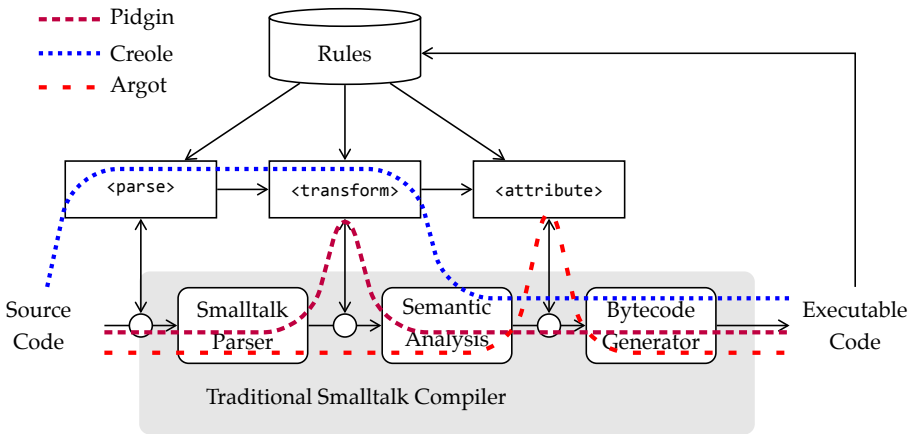 Pidgin
Creole
Argot
Rules
<parse>
<transform>
<attribute>
Source
Code
Smalltalk
Parser
Semantic
Analysis
Bytecode
Generator
Executable
Code
Traditional Smalltalk Compiler